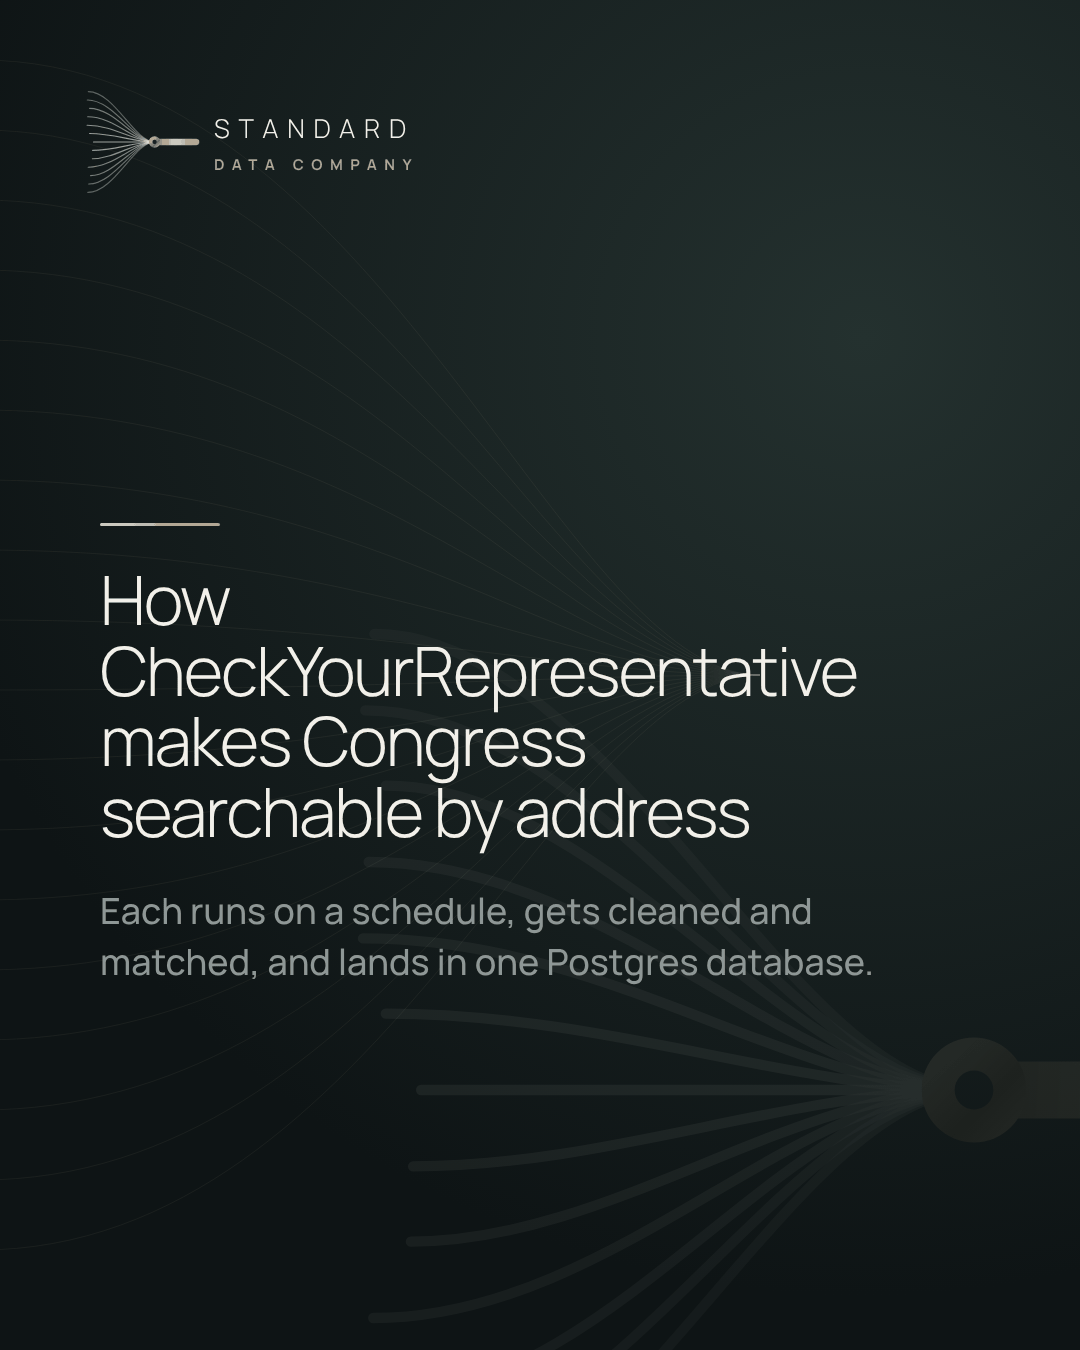 STANDARD
DATA COMPANY
How
CheckYourRepresentative
makes Congress
searchable by address
Each runs on a schedule, gets cleaned and
matched, and lands in one Postgres database.